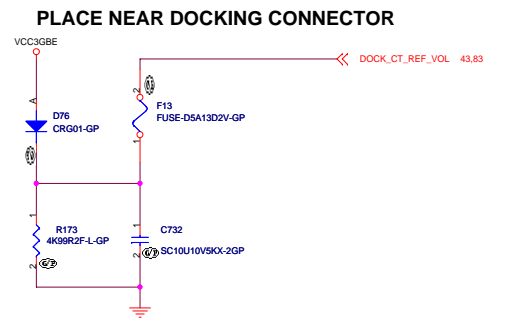 PLACE NEAR DOCKING CONNECTOR
VCC3GBE
DOCK_CT_REF_VOL 43,83
A
D76
CRG01-GP
2
F13
FUSE-D5A13D2V-GP
1
1
R173
4K99R2F-L-GP
2
1
C732
2
SC10U10V5KX-2GP